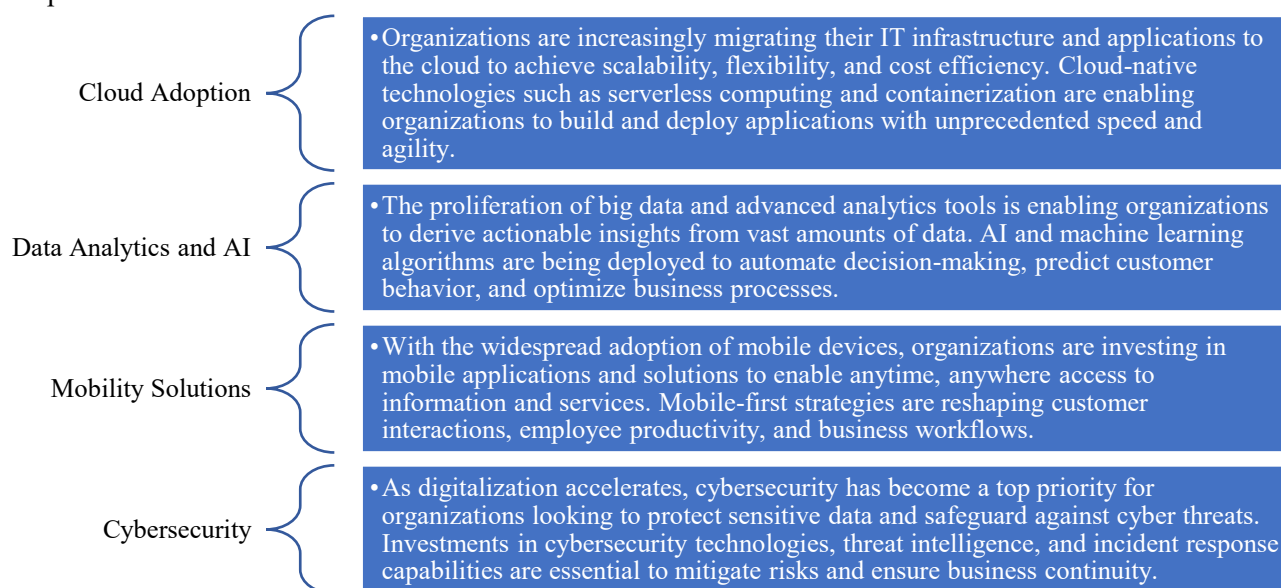 Cloud Adoption
•Organizations are increasingly migrating their IT infrastructure and applications to
the cloud to achieve scalability, flexibility, and cost efficiency. Cloud-native
technologies such as serverless computing and containerization are enabling
organizations to build and deploy applications with unprecedented speed and
agility.
Data Analytics and AI
•The proliferation of big data and advanced analytics tools is enabling organizations
to derive actionable insights from vast amounts of data. AI and machine learning
algorithms are being deployed to automate decision-making, predict customer
behavior, and optimize business processes.
Mobility Solutions
•With the widespread adoption of mobile devices, organizations are investing in
mobile applications and solutions to enable anytime, anywhere access to
information and services. Mobile-first strategies are reshaping customer
interactions, employee productivity, and business workflows.
Cybersecurity
•As digitalization accelerates, cybersecurity has become a top priority for
organizations looking to protect sensitive data and safeguard against cyber threats.
Investments in cybersecurity technologies, threat intelligence, and incident response
capabilities are essential to mitigate risks and ensure business continuity.